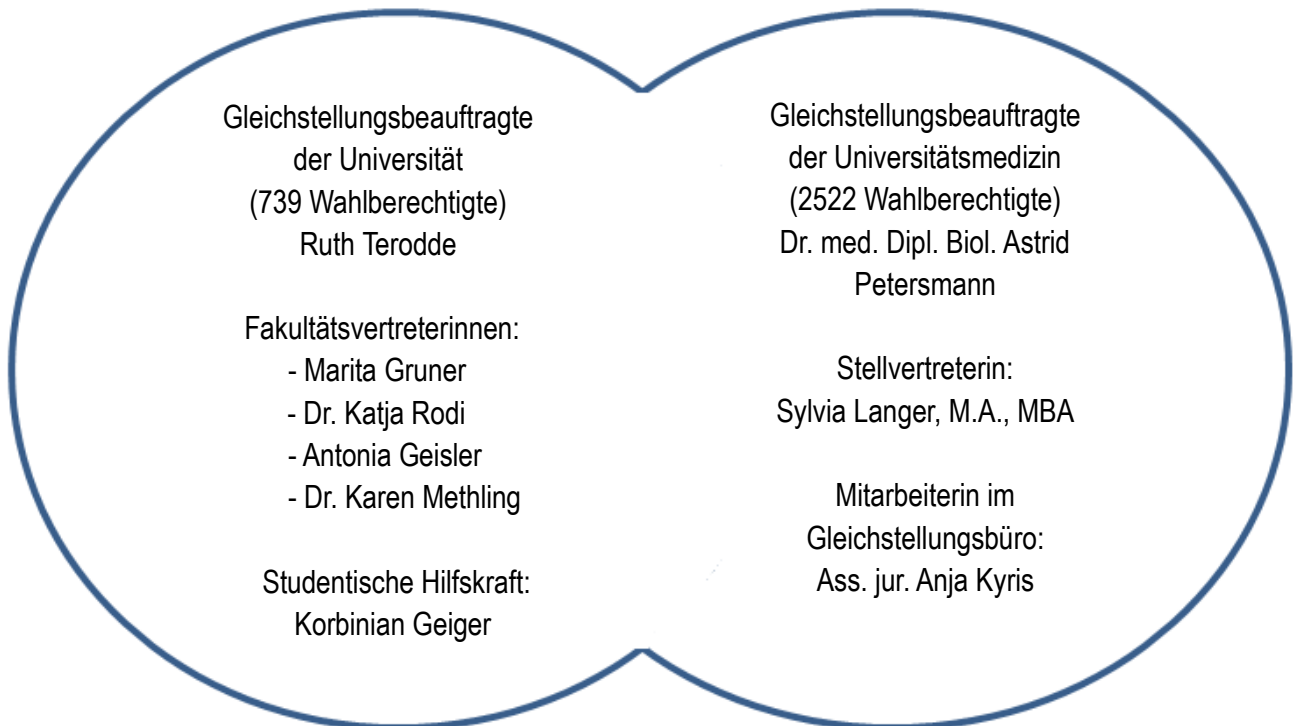 Gleichstellungsbeauftragte
der Universität
(739 Wahlberechtigte)
Ruth Terodde
Fakultätsvertreterinnen:
- Marita Gruner
- Dr. Katja Rodi
- Antonia Geisler
- Dr. Karen Methling
Studentische Hilfskraft:
Korbinian Geiger
Gleichstellungsbeauftragte
der Universitätsmedizin
(2522 Wahlberechtigte)
Dr. med. Dipl. Biol. Astrid
Petersmann
Stellvertreterin:
Sylvia Langer, M.A., MBA
Mitarbeiterin im
Gleichstellungsbüro:
Ass. jur. Anja Kyris